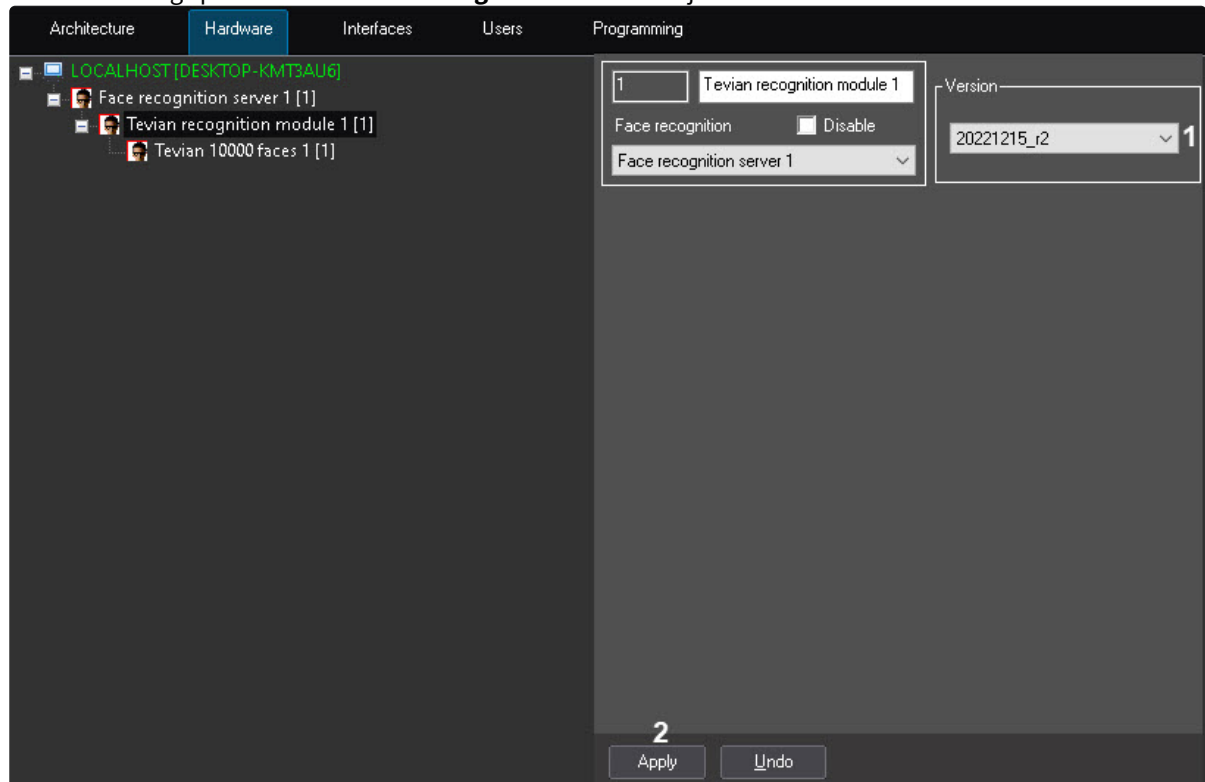 Architecture Hardware Interfaces Users Programming
LOCALHOST [DESKTOP-KMT3AU6]
Face recognition server 1 [1]
Tevian recognition module 1 [1]
Tevian 10000 faces 1 [1]
1 Tevian recognition module 1
Face recognition Disable
Face recognition server 1
Version
20221215_r2 1
2
Apply Undo